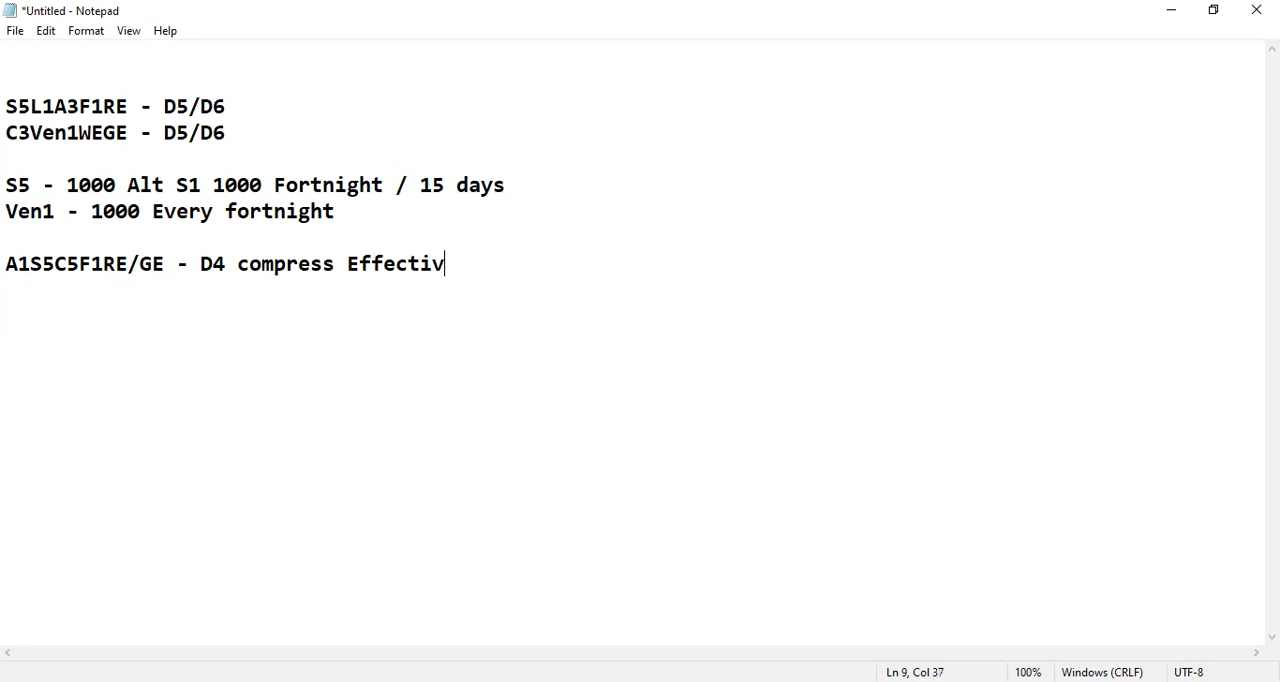 *Untitled - Notepad
File Edit Format View Help
S5L1A3F1RE - D5/D6
C3Ven1WEGE - D5/D6
S5 - 1000 Alt S1 1000 Fortnight / 15 days
Ven1 - 1000 Every fortnight
A1S5C5F1RE/GE - D4 compress Effectiv
Ln 9, Col 37 100% Windows (CRLF) UTF-8